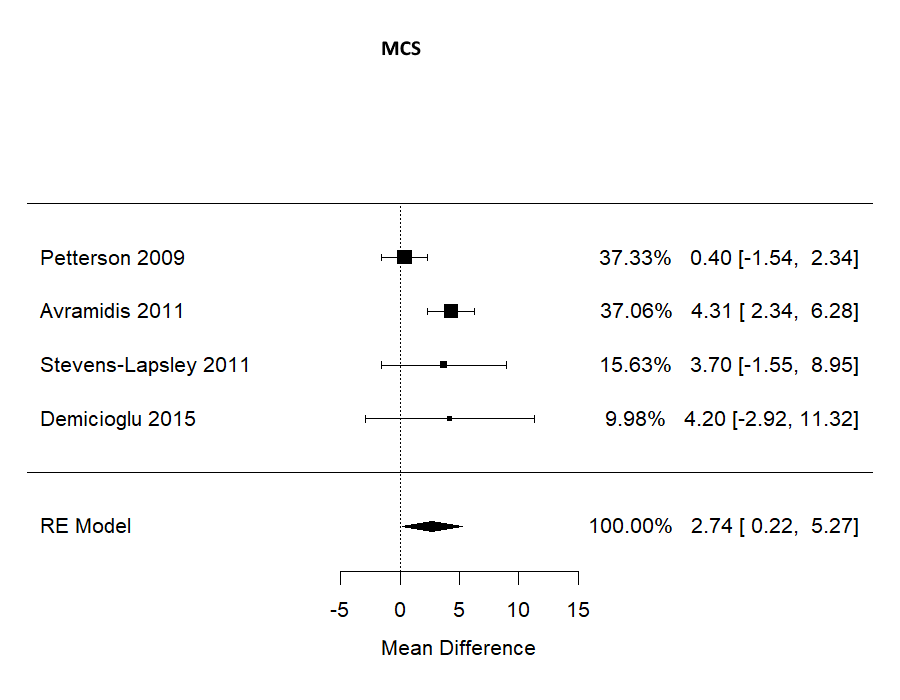 MCS
Petterson 2009 37.33% 0.40 [-1.54, 2.34]
Avramidis 2011 37.06% 4.31 [ 2.34, 6.28]
Stevens-Lapsley 2011 15.63% 3.70 [-1.55, 8.95]
Demicioglu 2015 9.98% 4.20 [-2.92, 11.32]
RE Model 100.00% 2.74 [ 0.22, 5.27]
-5 0 5 10 15
Mean Difference